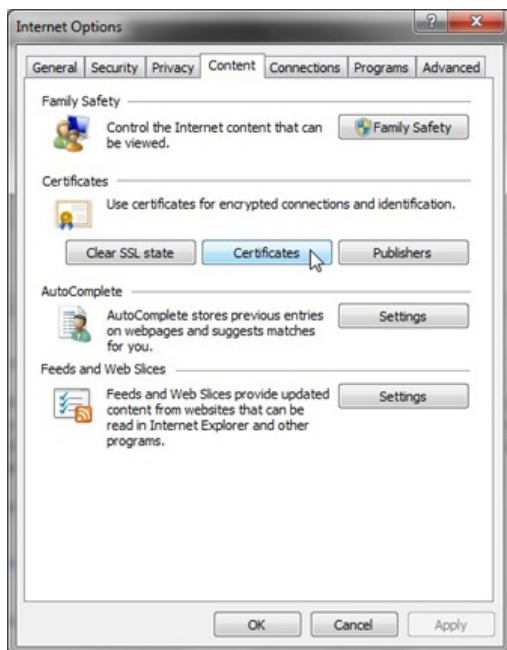 Internet Options
General Security Privacy Content Connections Programs Advanced
Family Safety
Control the Internet content that can
be viewed.
Family Safety
Certificates
Use certificates for encrypted connections and identification.
Clear SSL state Certificates Publishers
AutoComplete
AutoComplete stores previous entries
on webpages and suggests matches
for you.
Settings
Feeds and Web Slices
Feeds and Web Slices provide updated
content from websites that can be
read in Internet Explorer and other
programs.
Settings
OK Cancel Apply